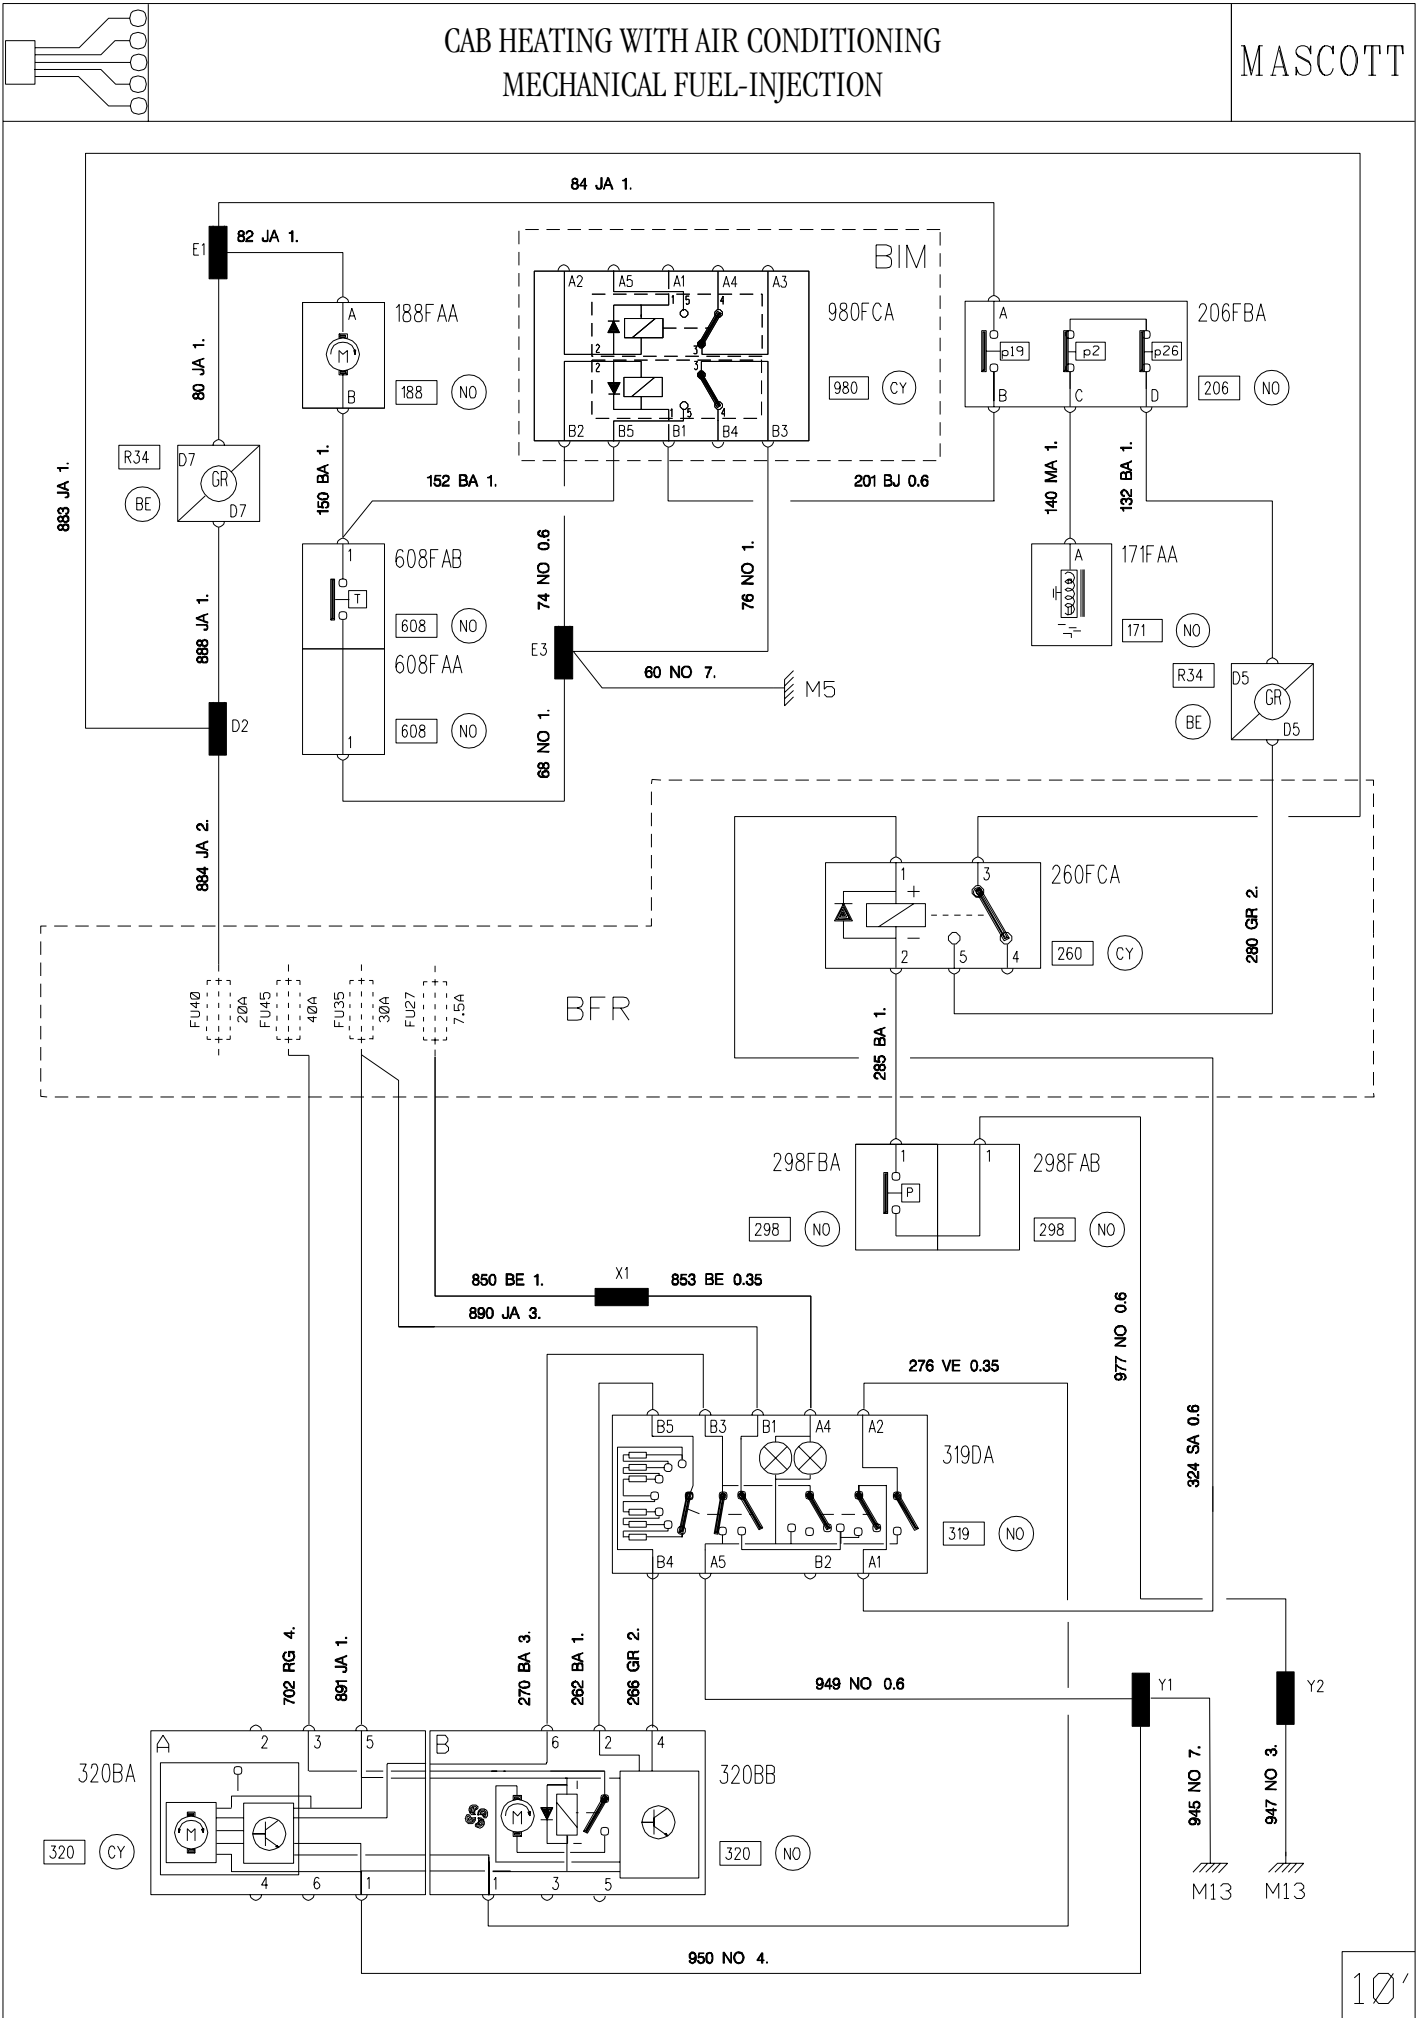 CAB HEATING WITH AIR CONDITIONING
MECHANICAL FUEL-INJECTION
MASCOTT
84 JA 1.
E1
82 JA 1.
80 JA 1.
188FAA
A
M
B
188 NO
BIM
A2 A5 A1 A4 A3
1 5 4
2 3
2 3
1 5 4
B2 B5 B1 B4 B3
980FCA
980 CY
206FBA
A
p19 p2 p26
B C D
206 NO
883 JA 1.
R34
BE
D7
GR
D7
150 BA 1.
152 BA 1.
201 BJ 0.6
140 MA 1.
132 BA 1.
608FAB
1
T
608 NO
608FAA
1
608 NO
74 NO 0.6
76 NO 1.
171FAA
A
171 NO
888 JA 1.
E3
60 NO 7.
M5
R34
BE
D5
GR
D5
D2
68 NO 1.
884 JA 2.
260FCA
1 3
+
−
2 5 4
260 CY
280 GR 2.
FU40 20A
FU45 40A
FU35 30A
FU27 7.5A
BFR
285 BA 1.
298FBA
1
P
1
298FAB
298 NO
298 NO
850 BE 1.
X1
853 BE 0.35
890 JA 3.
977 NO 0.6
276 VE 0.35
324 SA 0.6
B5 B3 B1 A4 A2
319DA
319 NO
B4 A5 B2 A1
702 RG 4.
891 JA 1.
270 BA 3.
262 BA 1.
266 GR 2.
949 NO 0.6
Y1
Y2
945 NO 7.
947 NO 3.
M13
M13
A
2 3 5
B
6 2 4
320BA
M
320 CY
4 6 1
M
320BB
320 NO
1 3 5
950 NO 4.
10′